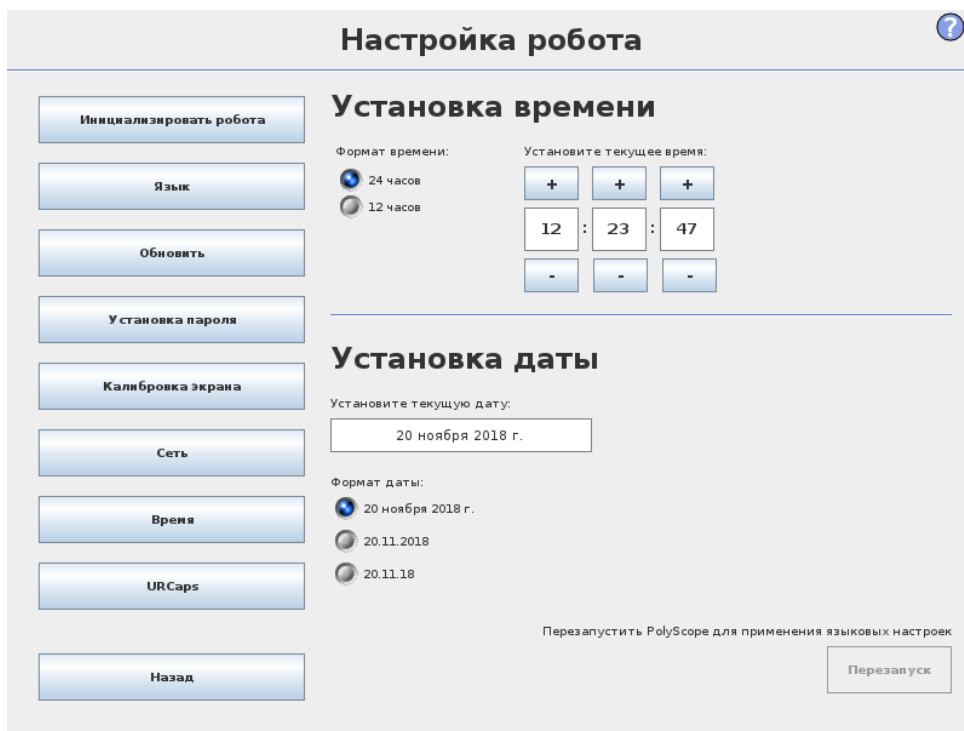 Настройка робота
?
Инициализировать робота
Язык
Обновить
Установка пароля
Калибровка экрана
Сеть
Время
URCaps
Назад
Установка времени
Формат времени:
24 часов
12 часов
Установите текущее время:
+ + +
12 : 23 : 47
- - -
Установка даты
Установите текущую дату:
20 ноября 2018 г.
Формат даты:
20 ноября 2018 г.
20.11.2018
20.11.18
Перезапустить PolyScope для применения языковых настроек
Перезапуск